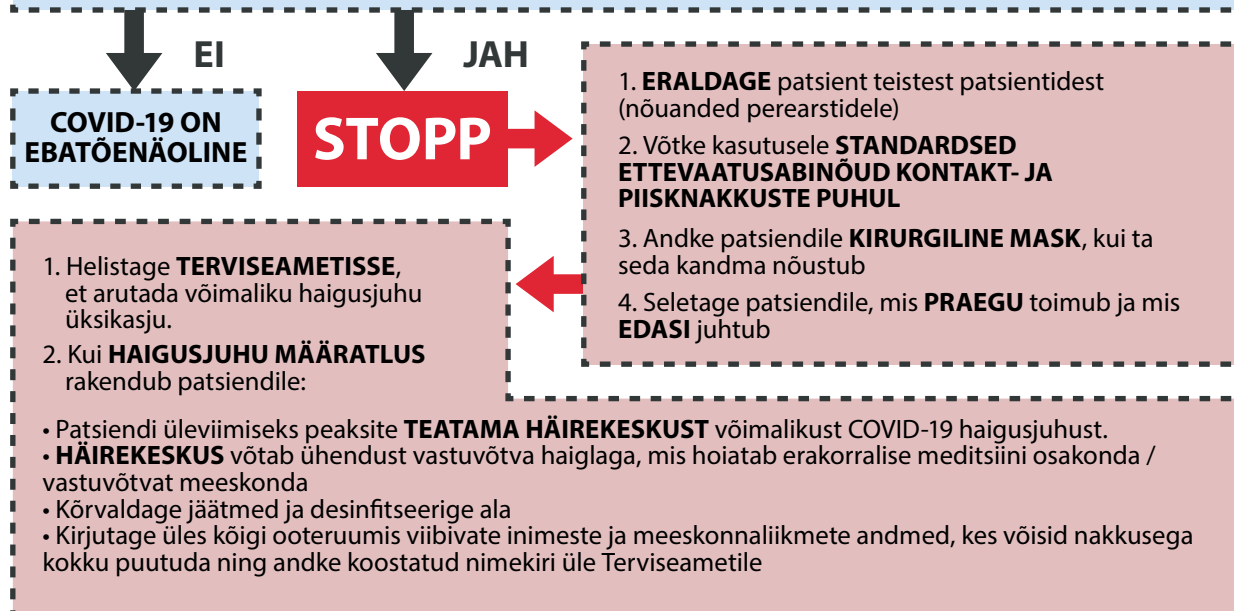 EI
JAH
COVID-19 ON
EBATÕENÄOLINE
STOPP
1. ERALDAGE patsient teistest patsientidest
(nõuanded perearstidele)
2. Võtke kasutusele STANDARDSED
ETTEVAATUSABINÕUD KONTAKT- JA
PIISKNAKKUSTE PUHUL
3. Andke patsiendile KIRURGILINE MASK, kui ta
seda kandma nõustub
4. Seletage patsiendile, mis PRAEGU toimub ja mis
EDASI juhtub
1. Helistage TERVISEAMETISSE,
et arutada võimaliku haigusjuhu
üksikasju.
2. Kui HAIGUSJUHU MÄÄRATLUS
rakendub patsiendile:
• Patsiendi üleviimiseks peaksite TEATAMA HÄIREKESKUST võimalikust COVID-19 haigusjuhust.
• HÄIREKESKUS võtab ühendust vastuvõtva haiglaga, mis hoiatab erakorralise meditsiini osakonda /
vastuvõtvat meeskonda
• Kõrvaldage jäätmed ja desinfitseerige ala
• Kirjutage üles kõigi ooteruumis viibivate inimeste ja meeskonnaliikmete andmed, kes võisid nakkusega
kokku puutuda ning andke koostatud nimekiri üle Terviseametile